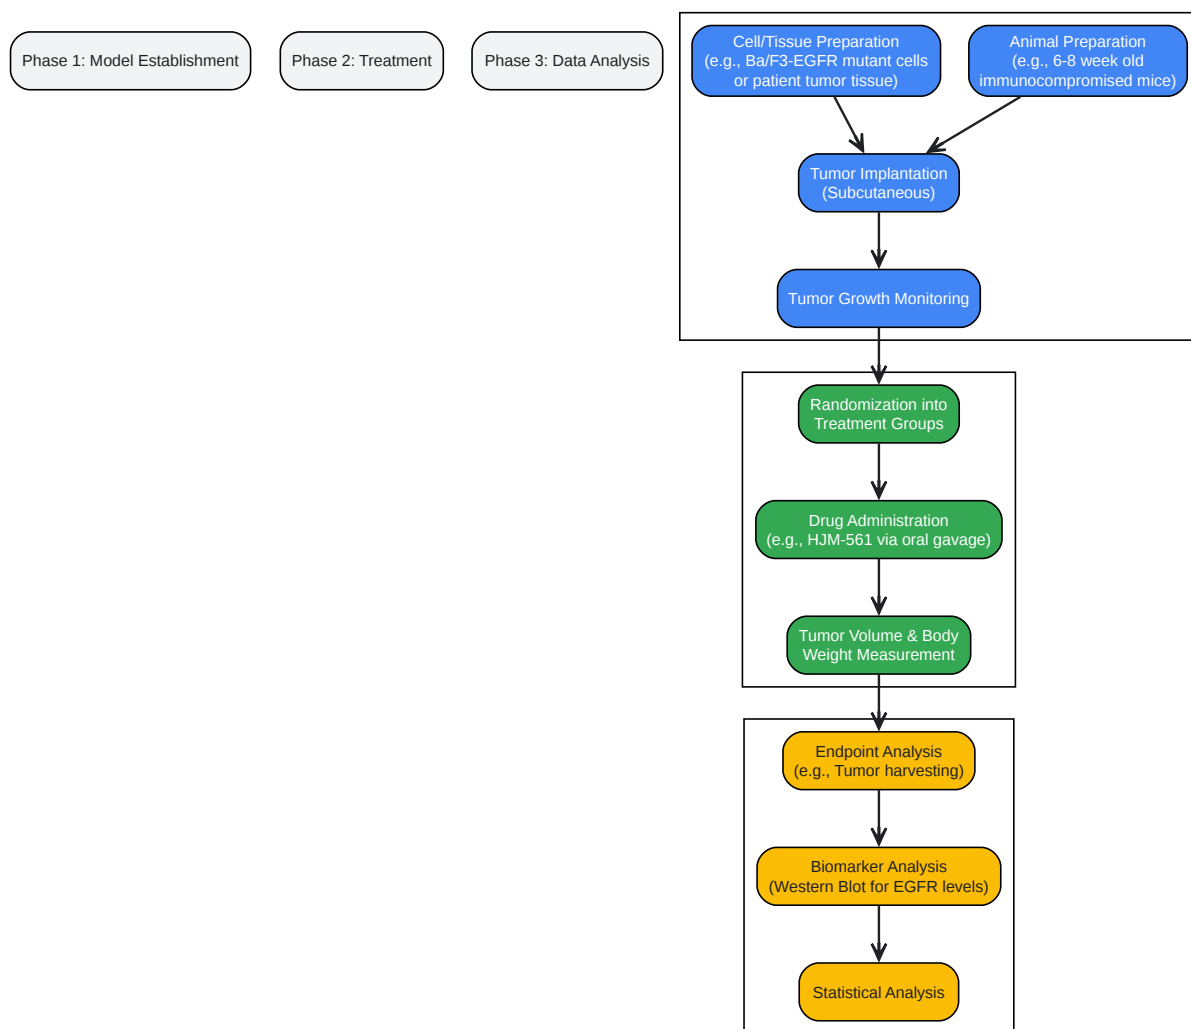 Phase 1: Model Establishment
Phase 2: Treatment
Phase 3: Data Analysis
Cell/Tissue Preparation
(e.g., Ba/F3-EGFR mutant cells
or patient tumor tissue)
Animal Preparation
(e.g., 6-8 week old
immunocompromised mice)
Tumor Implantation
(Subcutaneous)
Tumor Growth Monitoring
Randomization into
Treatment Groups
Drug Administration
(e.g., HJM-561 via oral gavage)
Tumor Volume & Body
Weight Measurement
Endpoint Analysis
(e.g., Tumor harvesting)
Biomarker Analysis
(Western Blot for EGFR levels)
Statistical Analysis